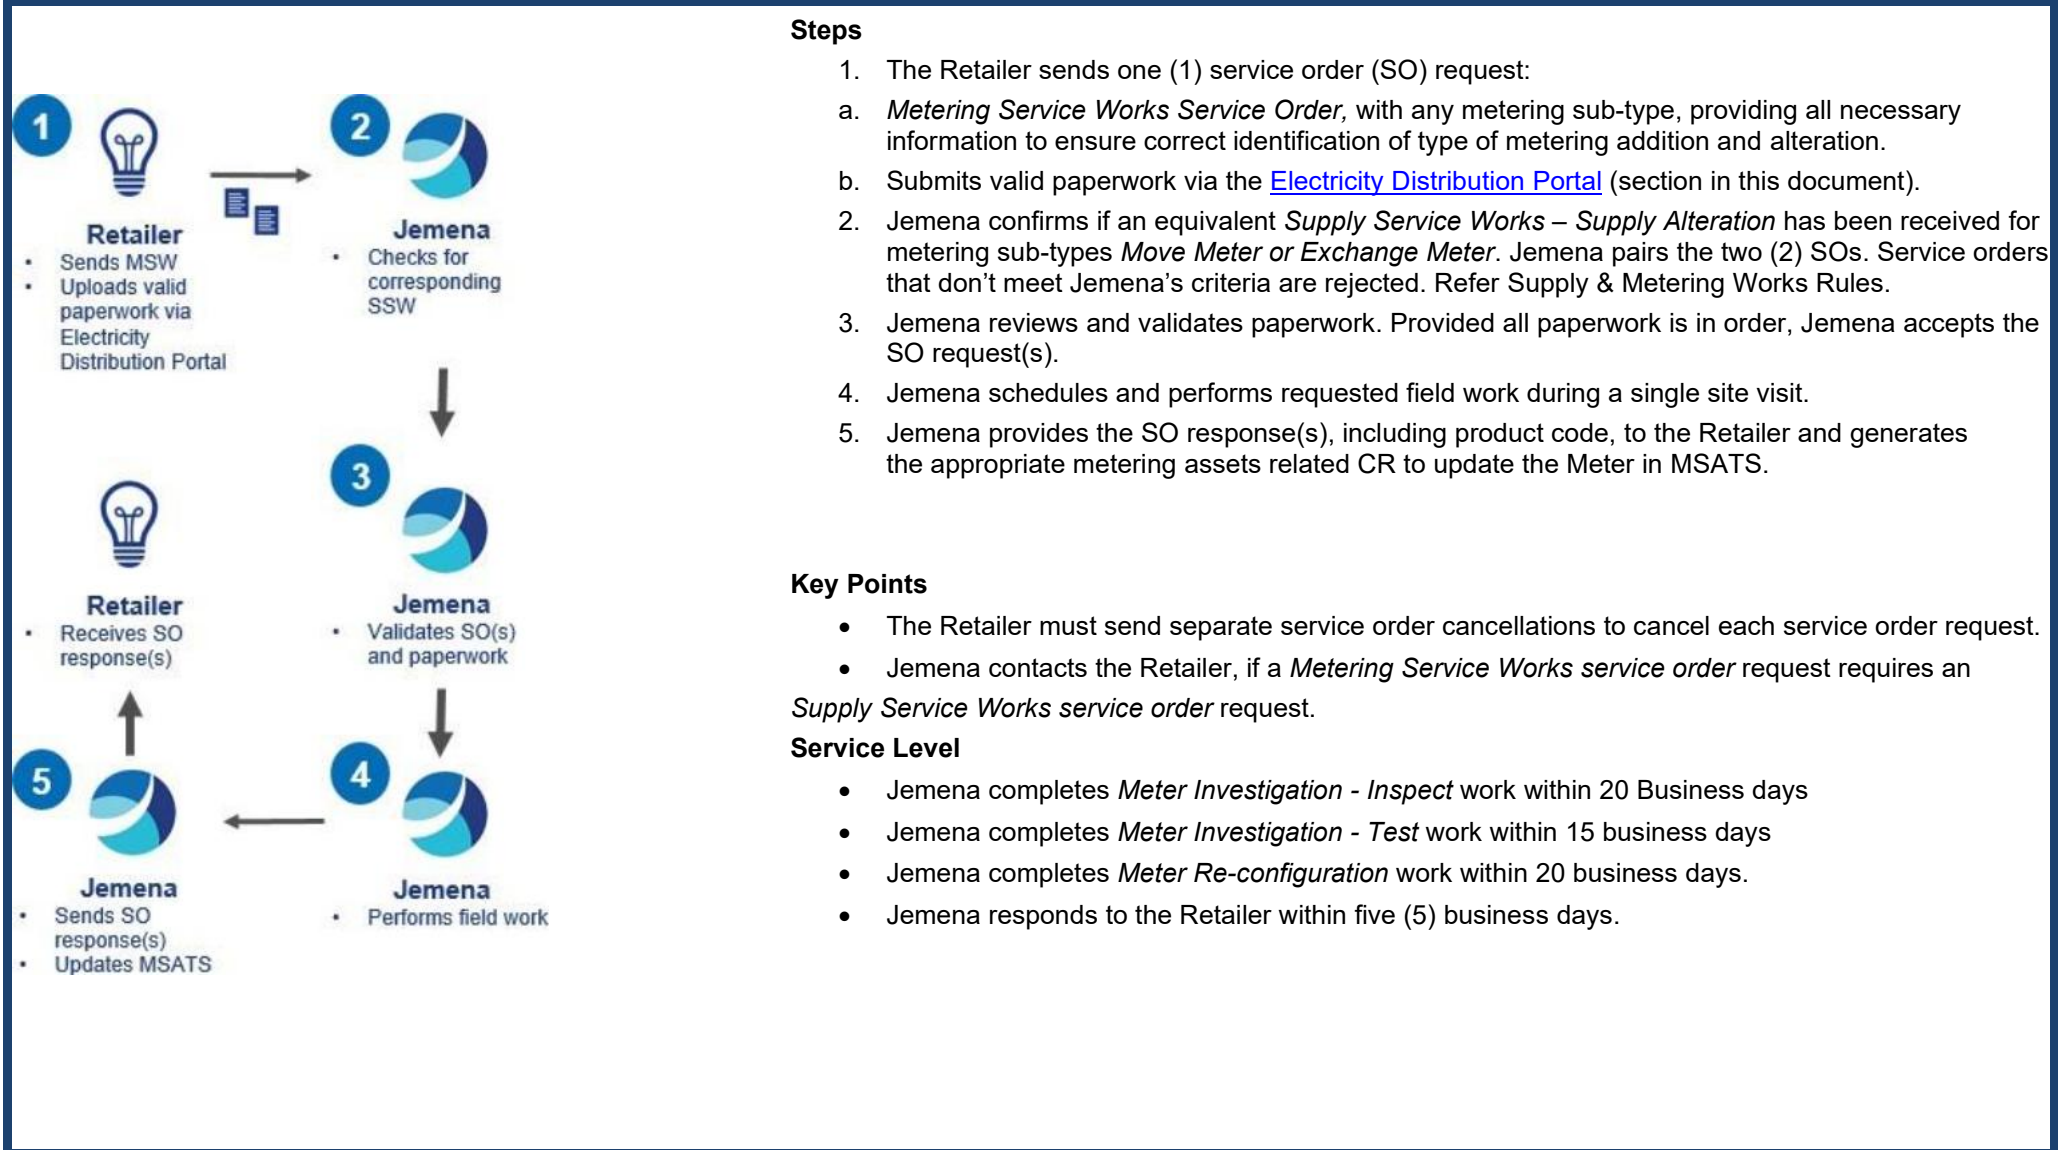 1
Retailer
• Sends MSW
• Uploads valid
paperwork via
Electricity
Distribution Portal
2
Jemena
• Checks for
corresponding
SSW
3
Jemena
• Validates SO(s)
and paperwork
4
Jemena
• Performs field work
5
Jemena
• Sends SO
response(s)
• Updates MSATS
Retailer
• Receives SO
response(s)
Steps
1. The Retailer sends one (1) service order (SO) request:
a. Metering Service Works Service Order, with any metering sub-type, providing all necessary
information to ensure correct identification of type of metering addition and alteration.
b. Submits valid paperwork via the Electricity Distribution Portal (section in this document).
2. Jemena confirms if an equivalent Supply Service Works – Supply Alteration has been received for
metering sub-types Move Meter or Exchange Meter. Jemena pairs the two (2) SOs. Service orders
that don’t meet Jemena’s criteria are rejected. Refer Supply & Metering Works Rules.
3. Jemena reviews and validates paperwork. Provided all paperwork is in order, Jemena accepts the
SO request(s).
4. Jemena schedules and performs requested field work during a single site visit.
5. Jemena provides the SO response(s), including product code, to the Retailer and generates
the appropriate metering assets related CR to update the Meter in MSATS.
Key Points
• The Retailer must send separate service order cancellations to cancel each service order request.
• Jemena contacts the Retailer, if a Metering Service Works service order request requires an
Supply Service Works service order request.
Service Level
• Jemena completes Meter Investigation - Inspect work within 20 Business days
• Jemena completes Meter Investigation - Test work within 15 business days
• Jemena completes Meter Re-configuration work within 20 business days.
• Jemena responds to the Retailer within five (5) business days.